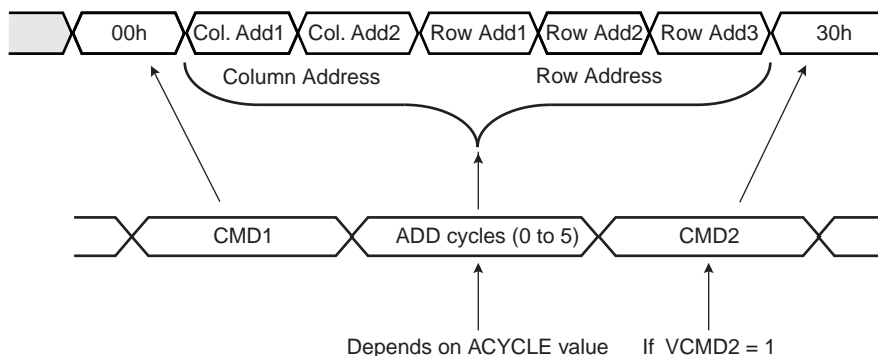 00h Col. Add1 Col. Add2 Row Add1 Row Add2 Row Add3 30h
Column Address Row Address
CMD1 ADD cycles (0 to 5) CMD2
Depends on ACYCLE value If VCMD2 = 1